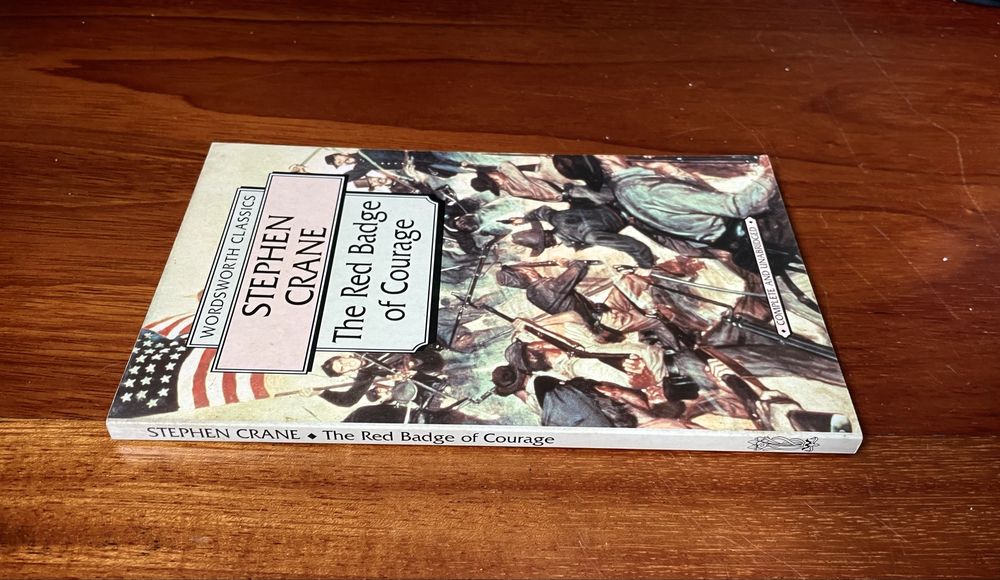 WORDSWORTH CLASSICS
STEPHEN
CRANE
The Red Badge
of Courage
♦ COMPLETE AND UNABRIDGED ♦
STEPHEN CRANE ♦ The Red Badge of Courage